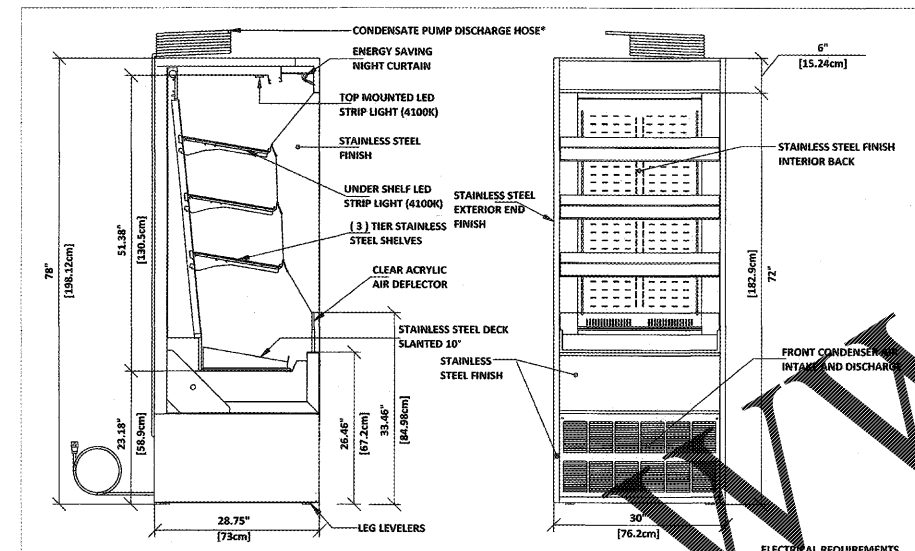 CONDENSATE PUMP DISCHARGE HOSE*
ENERGY SAVING
NIGHT CURTAIN
TOP MOUNTED LED
STRIP LIGHT (4100K)
STAINLESS STEEL
FINISH
UNDER SHELF LED
STRIP LIGHT (4100K)
( 3 ) TIER STAINLESS
STEEL SHELVES
CLEAR ACRYLIC
AIR DEFLECTOR
STAINLESS STEEL DECK
SLANTED 10°
78"
[198.12cm]
51.38"
[130.5cm]
23.18"
[58.9cm]
26.46"
[67.2cm]
33.46"
[84.98cm]
28.75"
[73cm]
LEG LEVELERS
6"
[15.24cm]
STAINLESS STEEL FINISH
INTERIOR BACK
STAINLESS STEEL
EXTERIOR END
FINISH
[182.9cm]
72"
STAINLESS
STEEL FINISH
FRONT CONDENSER AIR
INTAKE AND DISCHARGE
30"
[76.2cm]
ELECTRICAL REQUIREMENTS
WW